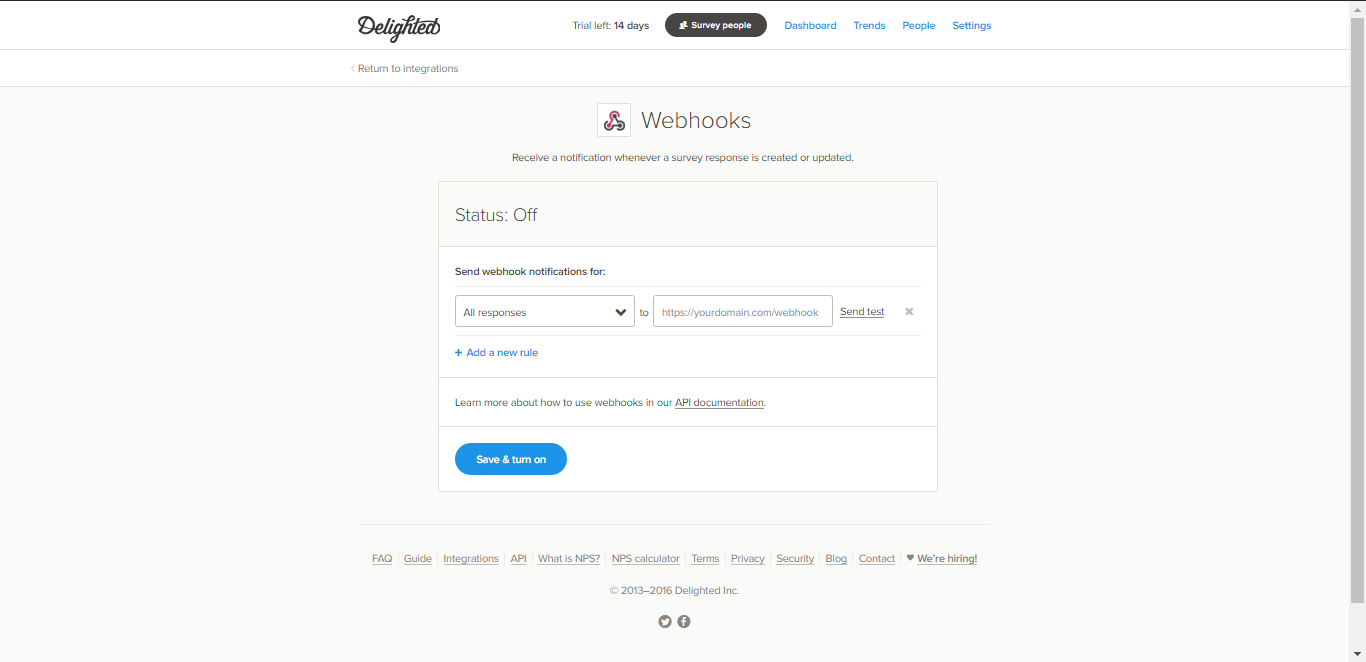 Delighted
Trial left: 14 days Survey people Dashboard Trends People Settings
Return to integrations
Webhooks
Receive a notification whenever a survey response is created or updated.
Status: Off
Send webhook notifications for:
All responses to https://yourdomain.com/webhook Send test
+ Add a new rule
Learn more about how to use webhooks in our API documentation.
Save & turn on
FAQ Guide Integrations API What is NPS? NPS calculator Terms Privacy Security Blog Contact We're hiring!
© 2013–2016 Delighted Inc.